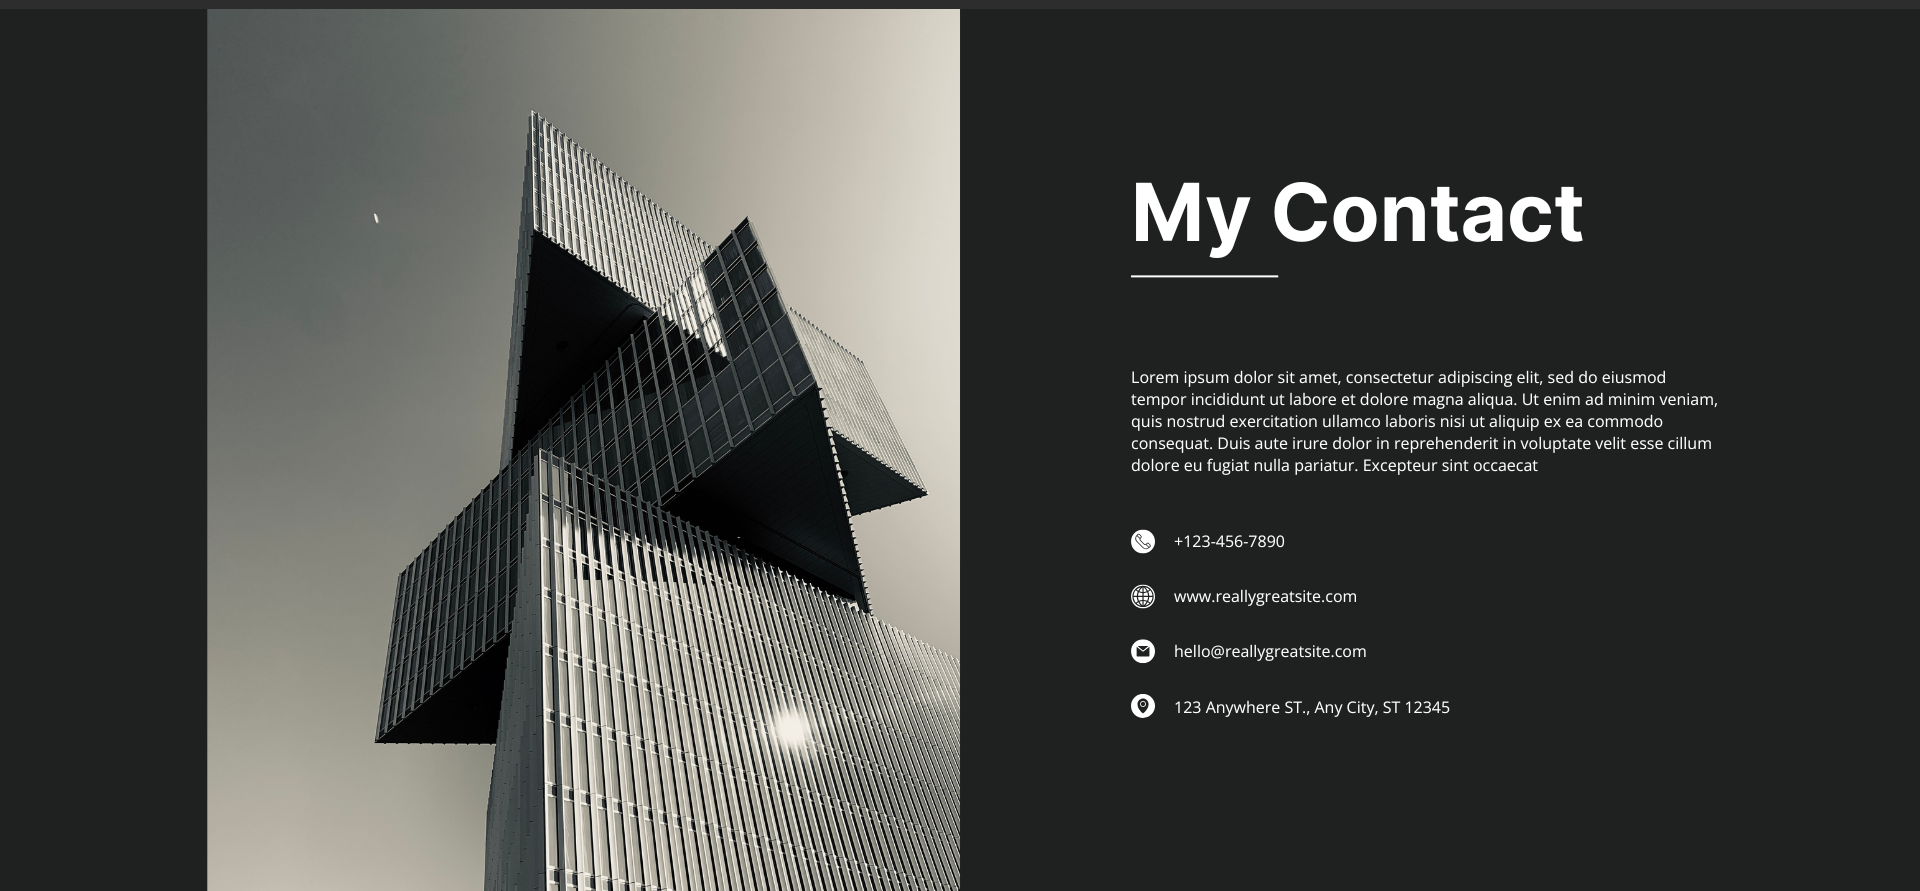 My Contact
Lorem ipsum dolor sit amet, consectetur adipiscing elit, sed do eiusmod
tempor incididunt ut labore et dolore magna aliqua. Ut enim ad minim veniam,
quis nostrud exercitation ullamco laboris nisi ut aliquip ex ea commodo
consequat. Duis aute irure dolor in reprehenderit in voluptate velit esse cillum
dolore eu fugiat nulla pariatur. Excepteur sint occaecat
+123-456-7890
www.reallygreatsite.com
hello@reallygreatsite.com
123 Anywhere ST., Any City, ST 12345